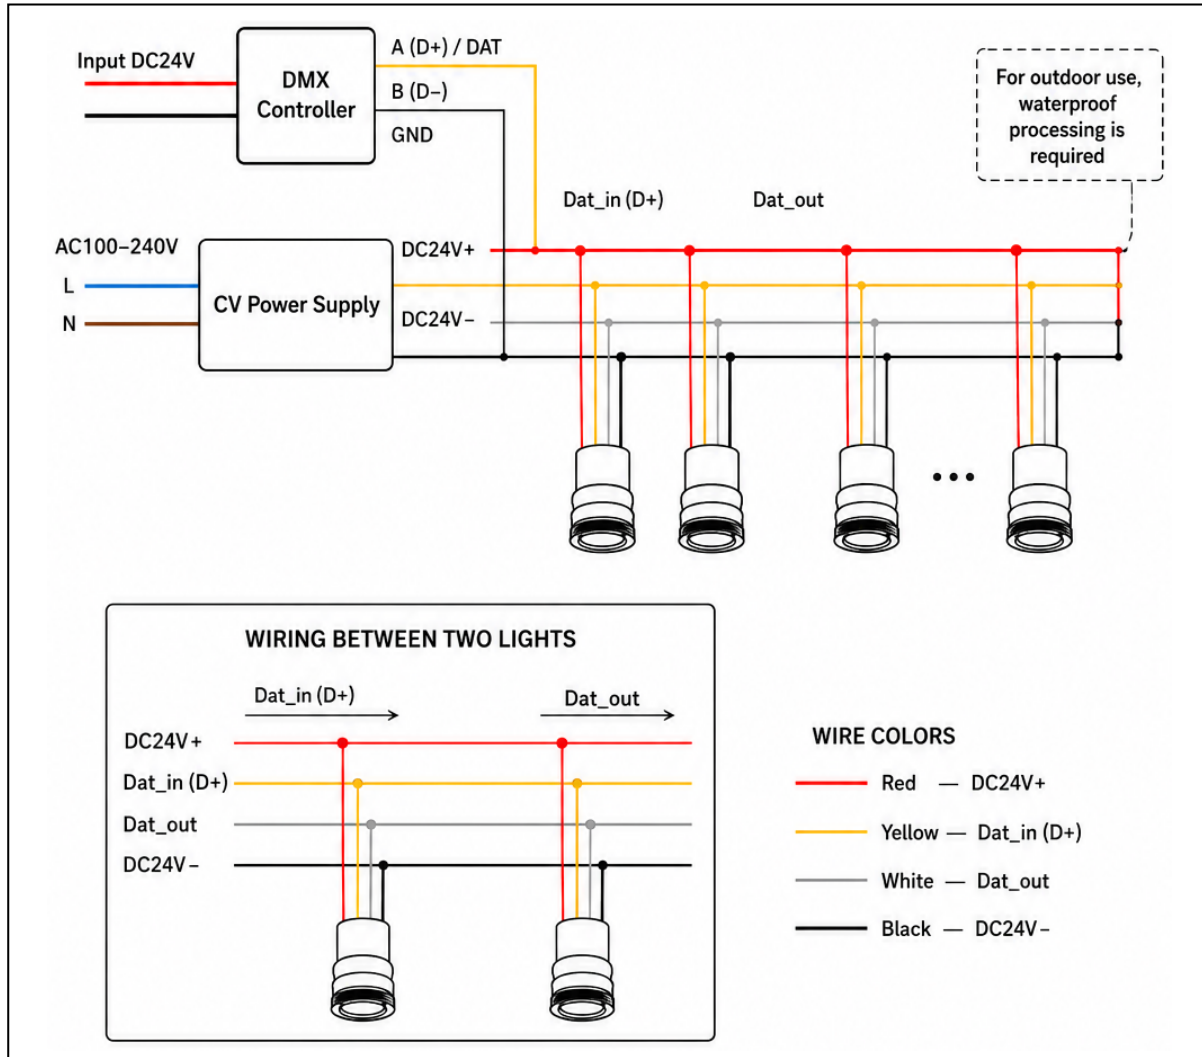 Input DC24V
DMX
Controller
A (D+) / DAT
B (D–)
GND
For outdoor use,
waterproof
processing is
required
Dat_in (D+)
Dat_out
AC100–240V
L
N
CV Power Supply
DC24V+
DC24V–
WIRING BETWEEN TWO LIGHTS
Dat_in (D+)
Dat_out
DC24V+
Dat_in (D+)
Dat_out
DC24V–
WIRE COLORS
Red — DC24V+
Yellow — Dat_in (D+)
White — Dat_out
Black — DC24V–